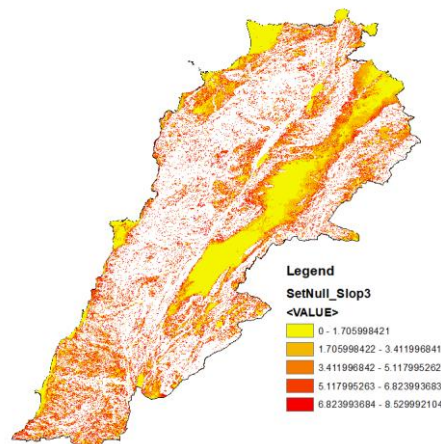 Legend
SetNull_Slop3
<VALUE>
0 - 1.705998421
1.705998422 - 3.411996841
3.411996842 - 5.117995262
5.117995263 - 6.823993683
6.823993684 - 8.529992104